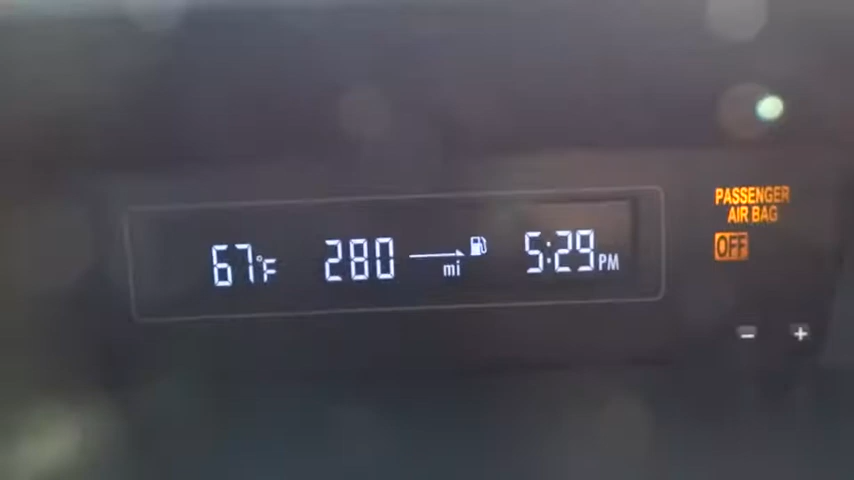 67°F 280 mi 5:29 PM
PASSENGER
AIR BAG
OFF
- +